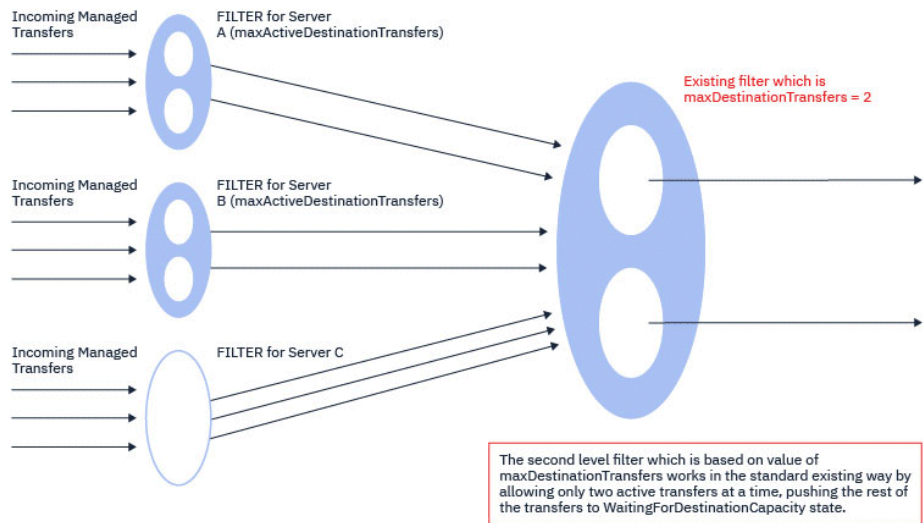 Incoming Managed
Transfers
FILTER for Server
A (maxActiveDestinationTransfers)
Existing filter which is
maxDestinationTransfers = 2
Incoming Managed
Transfers
FILTER for Server
B (maxActiveDestinationTransfers)
Incoming Managed
Transfers
FILTER for Server C
The second level filter which is based on value of
maxDestinationTransfers works in the standard existing way by
allowing only two active transfers at a time, pushing the rest of
the transfers to WaitingForDestinationCapacity state.